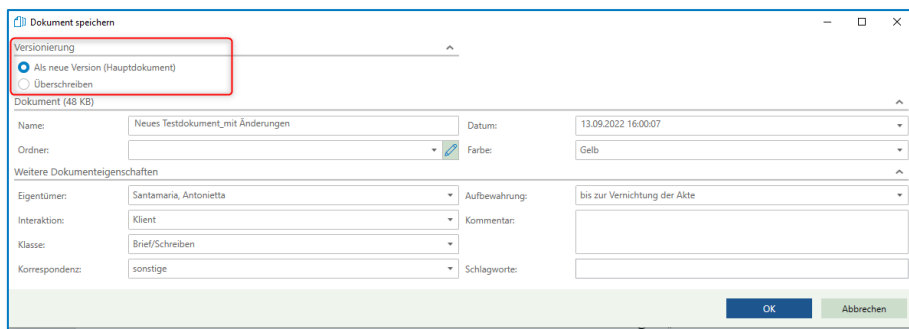 Dokument speichern
Versionierung
Als neue Version (Hauptdokument)
Überschreiben
Dokument (48 KB)
Name: Neues Testdokument_mit Änderungen Datum: 13.09.2022 16:00:07
Ordner: Farbe: Gelb
Weitere Dokumenteigenschaften
Eigentümer: Santamaria, Antonietta Aufbewahrung: bis zur Vernichtung der Akte
Interaktion: Klient Kommentar:
Klasse: Brief/Schreiben
Korrespondenz: sonstige Schlagworte:
OK Abbrechen